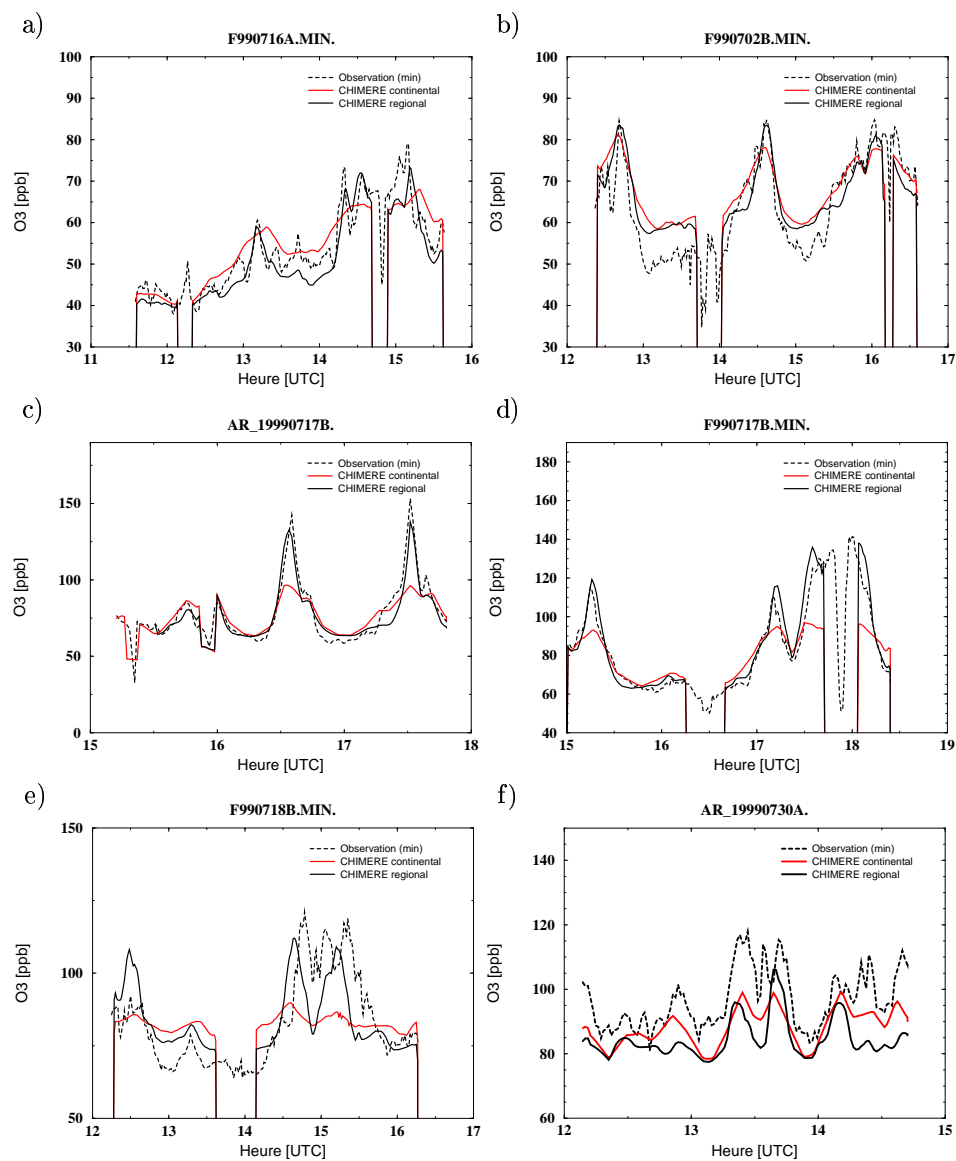 a)
F990716A.MIN.
100
90
80
70
60
50
40
30
O3 [ppb]
Observation (min)
CHIMERE continental
CHIMERE regional
11 12 13 14 15 16
Heure [UTC]
b)
F990702B.MIN.
100
90
80
70
60
50
40
30
O3 [ppb]
Observation (min)
CHIMERE continental
CHIMERE regional
12 13 14 15 16 17
Heure [UTC]
c)
AR_19990717B.
150
100
50
0
O3 [ppb]
Observation (min)
CHIMERE continental
CHIMERE regional
15 16 17 18
Heure [UTC]
d)
F990717B.MIN.
180
160
140
120
100
80
60
40
O3 [ppb]
Observation (min)
CHIMERE continental
CHIMERE regional
15 16 17 18 19
Heure [UTC]
e)
F990718B.MIN.
150
100
50
O3 [ppb]
Observation (min)
CHIMERE continental
CHIMERE regional
12 13 14 15 16 17
Heure [UTC]
f)
AR_19990730A.
140
120
100
80
60
O3 [ppb]
Observation (min)
CHIMERE continental
CHIMERE regional
12 13 14 15
Heure [UTC]